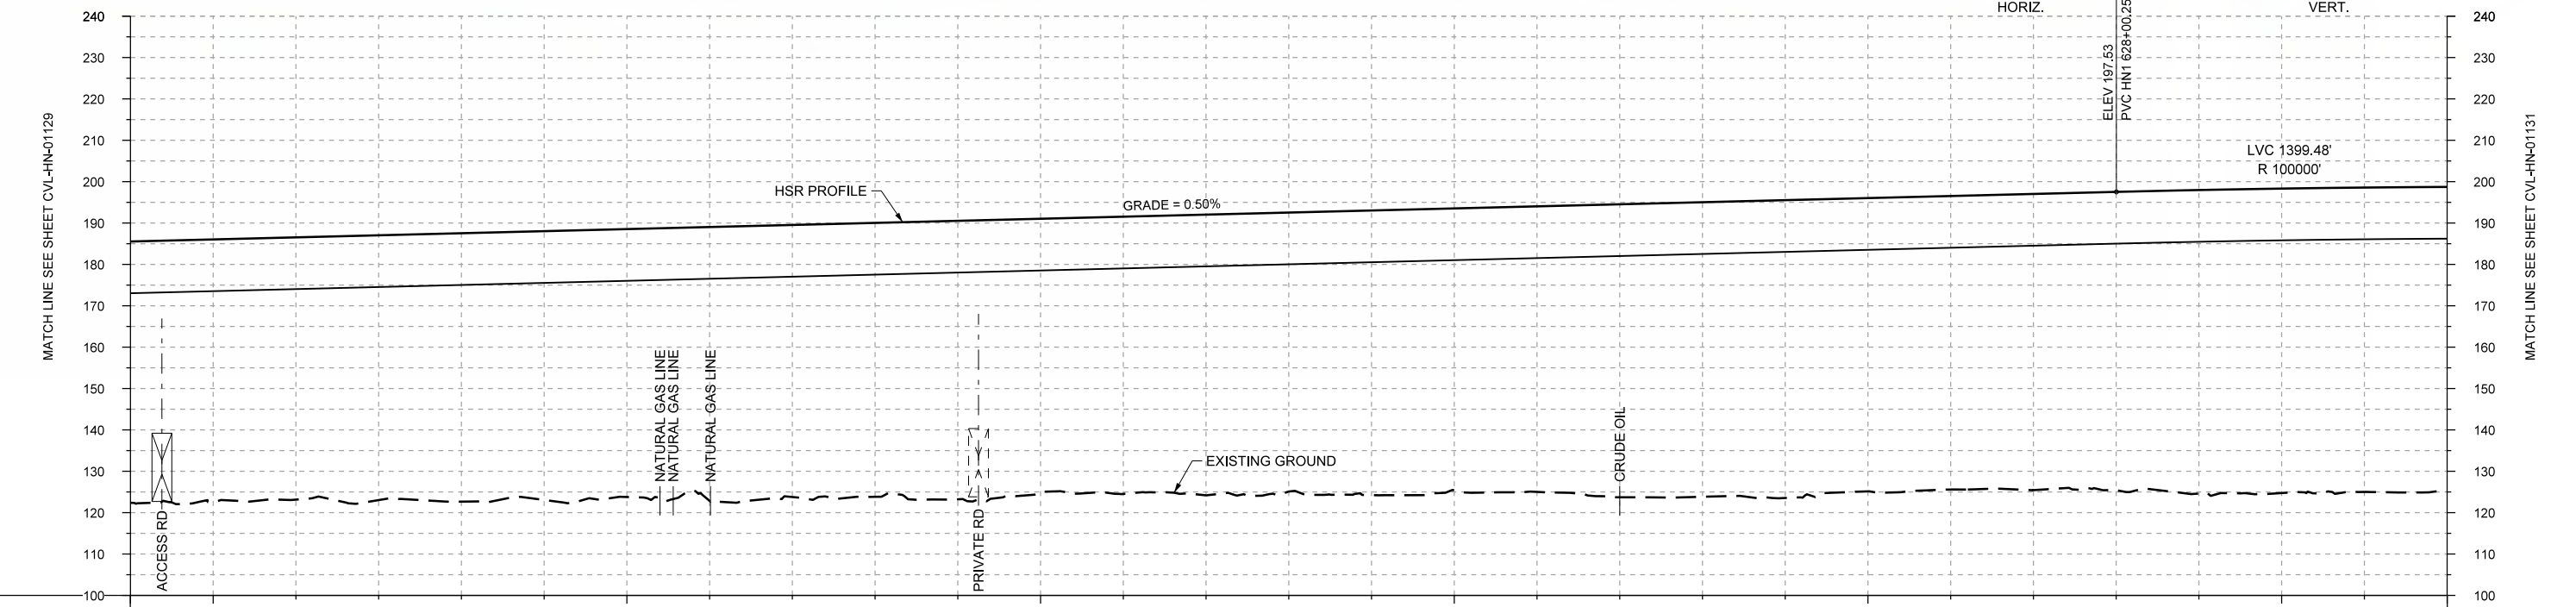 HORIZ.
VERT.
240
230
220
210
200
190
180
170
160
150
140
130
120
110
100
MATCH LINE SEE SHEET CVL-HN-01129
ELEV 197.53
PVC HN1 628+00.25
LVC 1399.48'
R 100000'
HSR PROFILE
GRADE = 0.50%
NATURAL GAS LINE
NATURAL GAS LINE
NATURAL GAS LINE
CRUDE OIL
EXISTING GROUND
ACCESS RD
PRIVATE RD
240
230
220
210
200
190
180
170
160
150
140
130
120
110
100
MATCH LINE SEE SHEET CVL-HN-01131